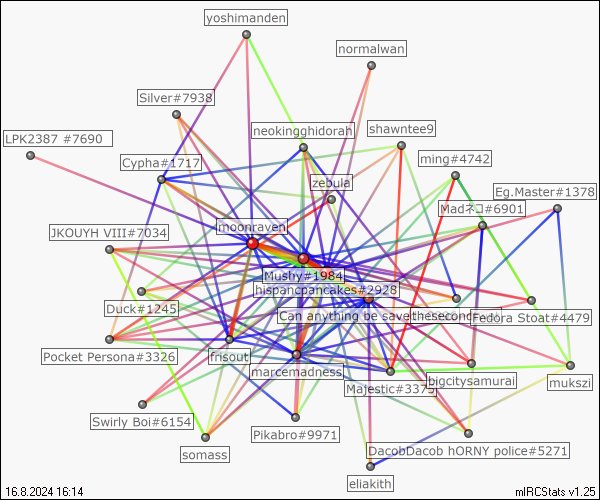 yoshimanden
normalwan
Silver#7938
neokingghidorah
shawntee9
LPK2387 #7690
Cypha#1717
ming#4742
zebula
Eg.Master#1378
Madネコ#6901
moonraven
JKOUYH VIII#7034
Mushy#1984
hispancpancakes#2928
Duck#1245
Can anything be save
thesecond
Fedora Stoat#4479
Pocket Persona#3326
frisout
marcemadness
Majestic#3373
bigcitysamurai
mukszi
Swirly Boi#6154
Pikabro#9971
somass
DacobDacob hORNY police#5271
eliakith
16.8.2024 16:14
mIRCStats v1.25